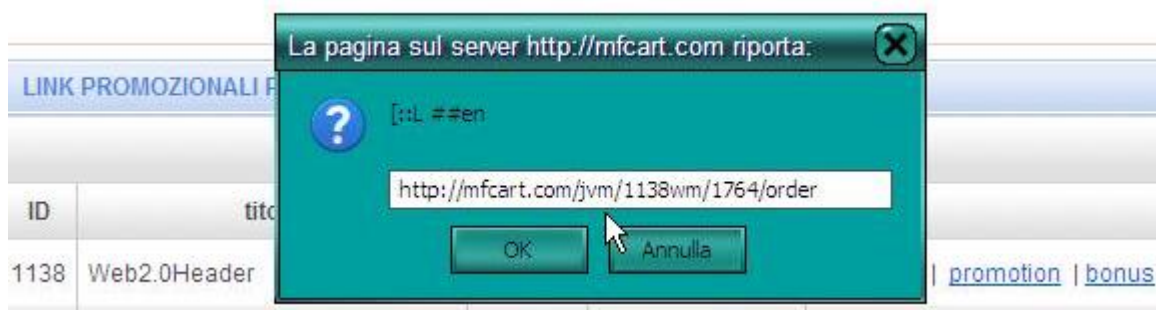 La pagina sul server http://mfcart.com riporta:
LINK PROMOZIONALI
[::L ##en
http://mfcart.com/jvm/1138wm/1764/order
ID
OK Annulla
1138 Web2.0Header | promotion | bonus